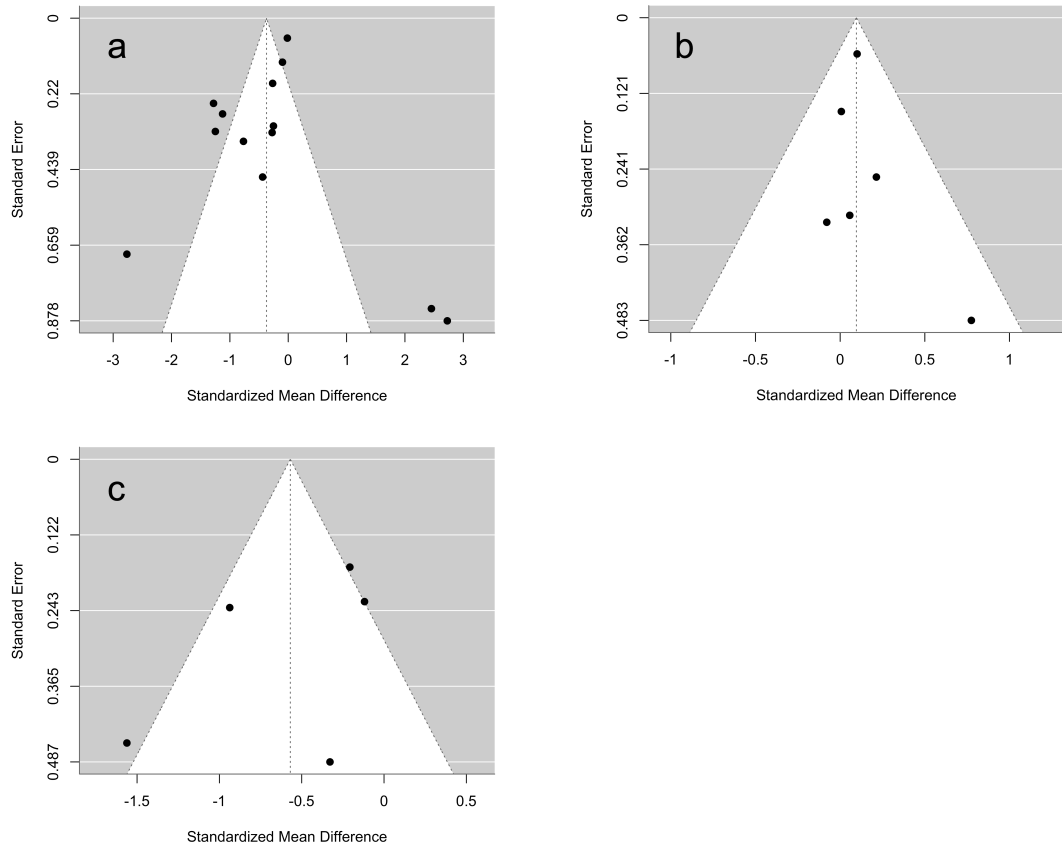 a
0
0.22
0.439
0.659
0.878
Standard Error
-3 -2 -1 0 1 2 3
Standardized Mean Difference
b
0
0.121
0.241
0.362
0.483
Standard Error
-1 -0.5 0 0.5 1
Standardized Mean Difference
c
0
0.122
0.243
0.365
0.487
Standard Error
-1.5 -1 -0.5 0 0.5
Standardized Mean Difference